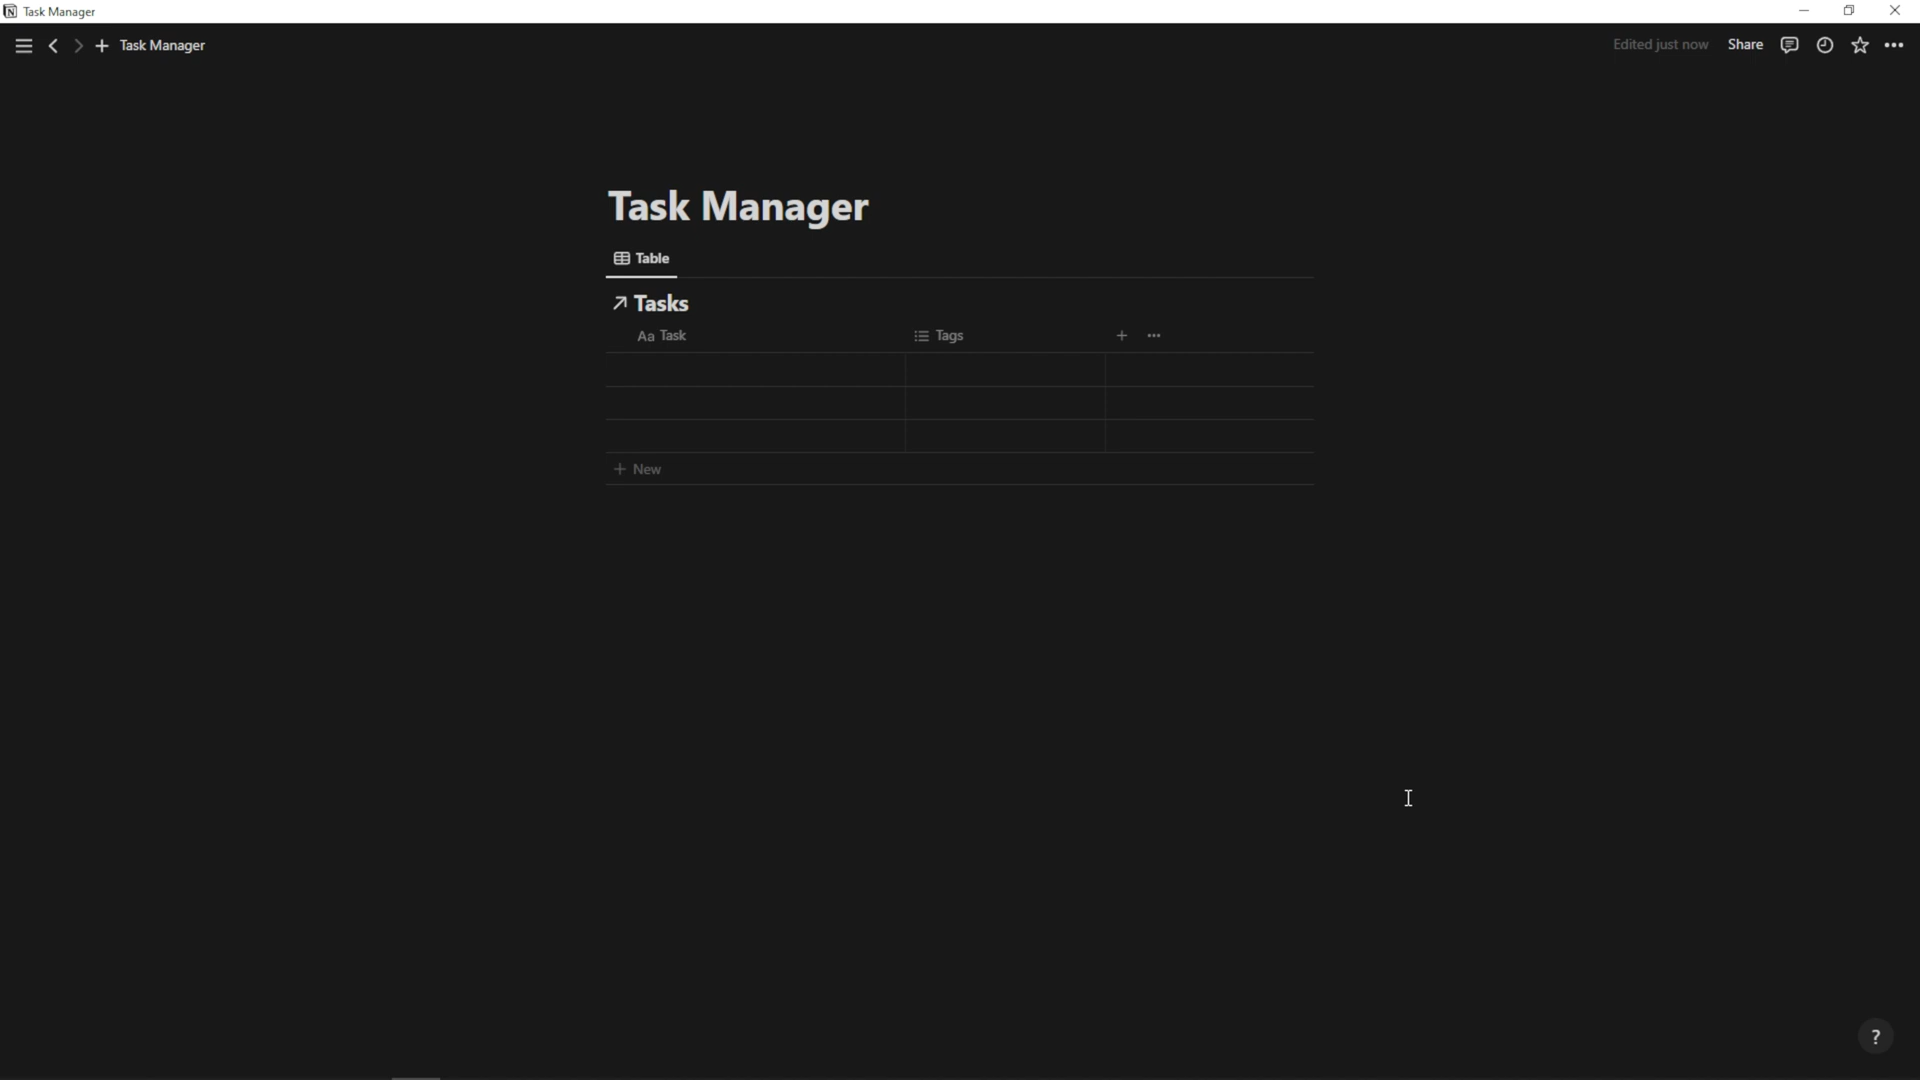 Task Manager
Task Manager
Edited just now Share
Task Manager
Table
Tasks
Aa Task Tags
+ New
?